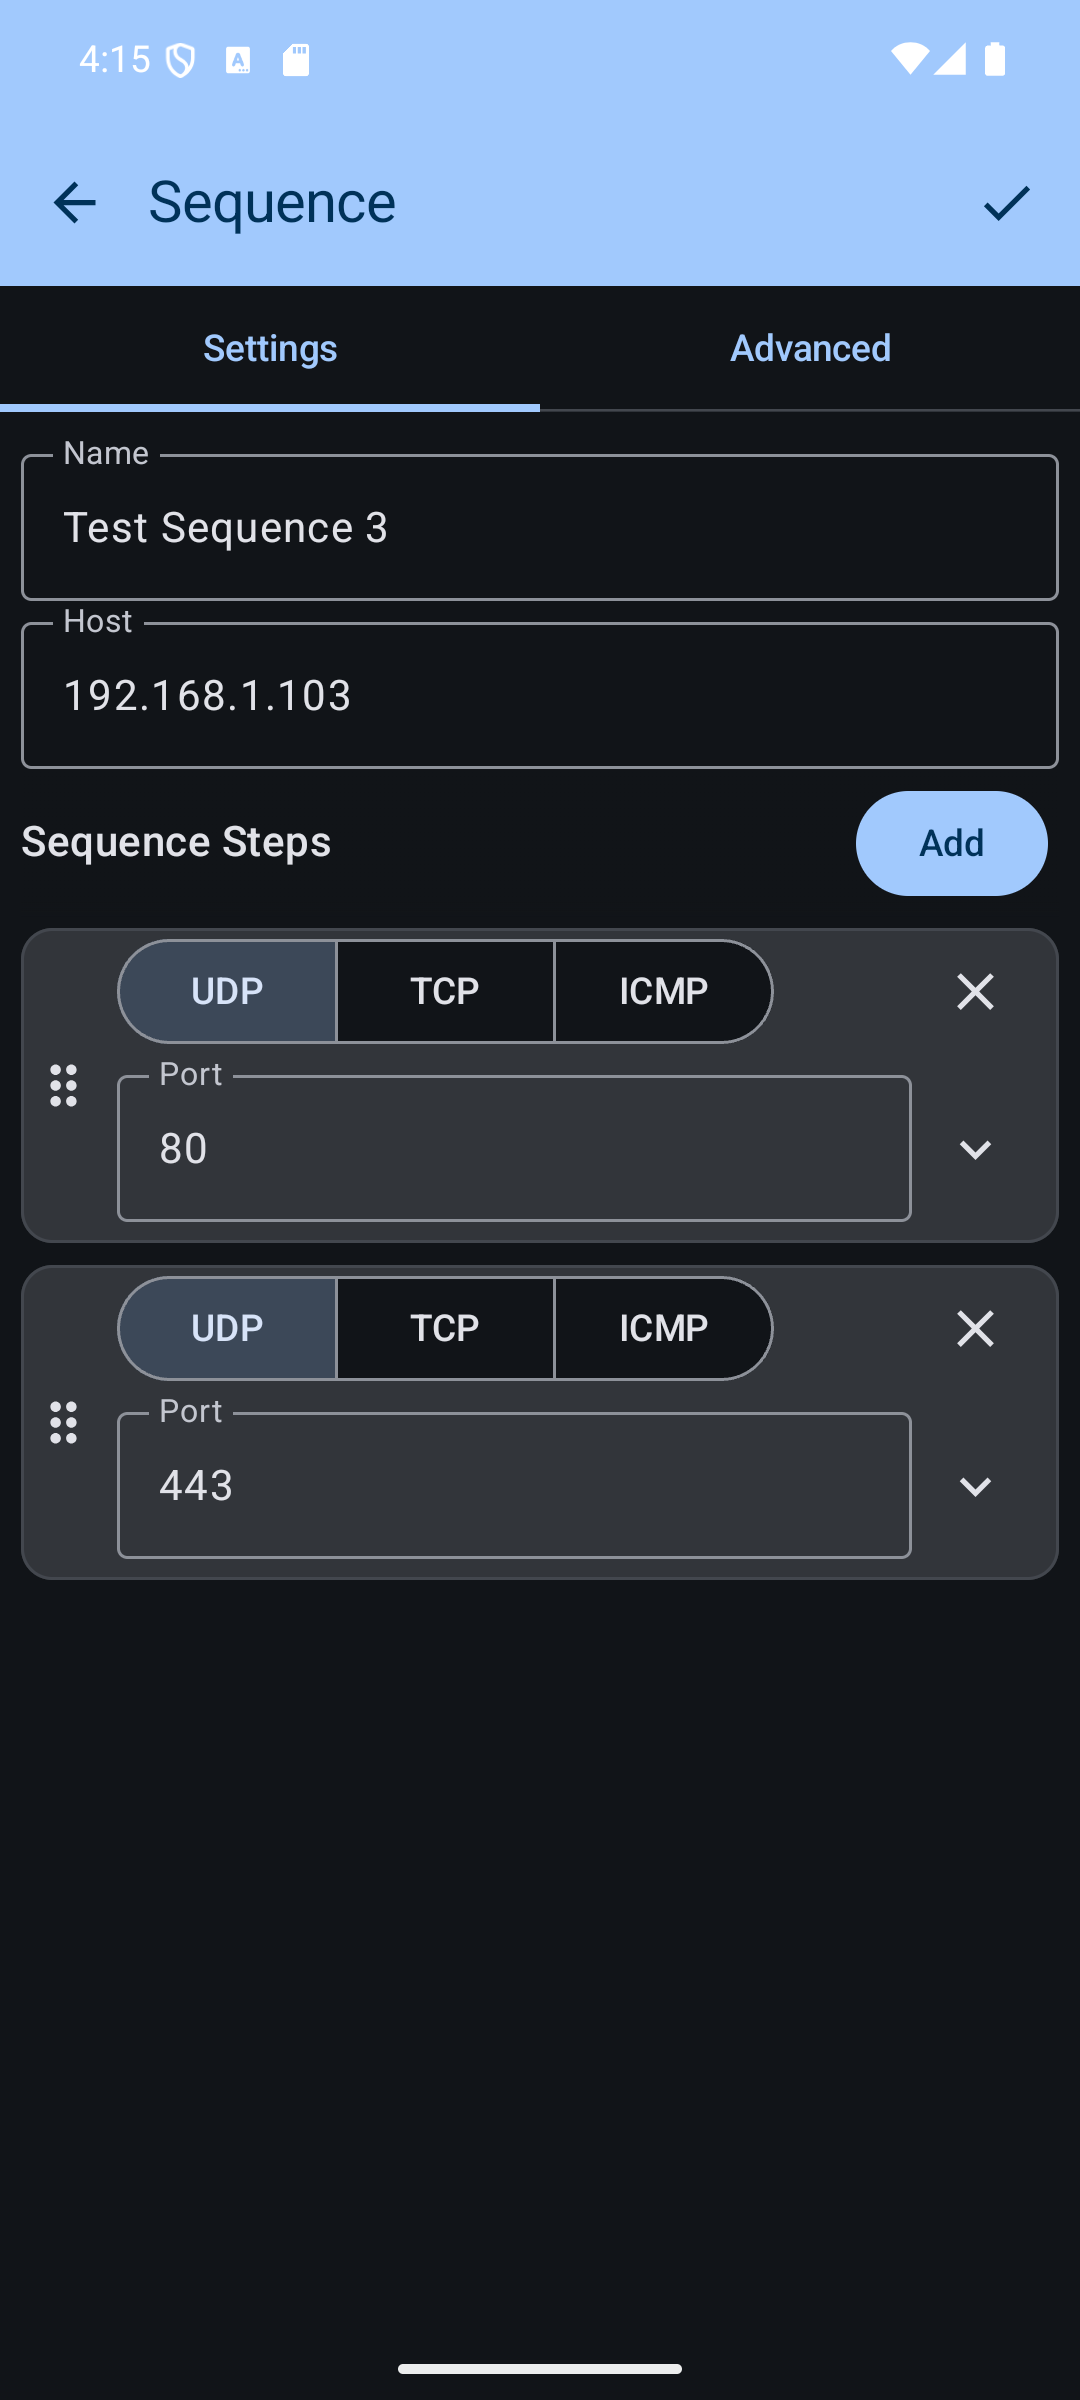 4:15
Sequence
Settings Advanced
Name
Test Sequence 3
Host
192.168.1.103
Sequence Steps Add
UDP TCP ICMP
Port
80
UDP TCP ICMP
Port
443